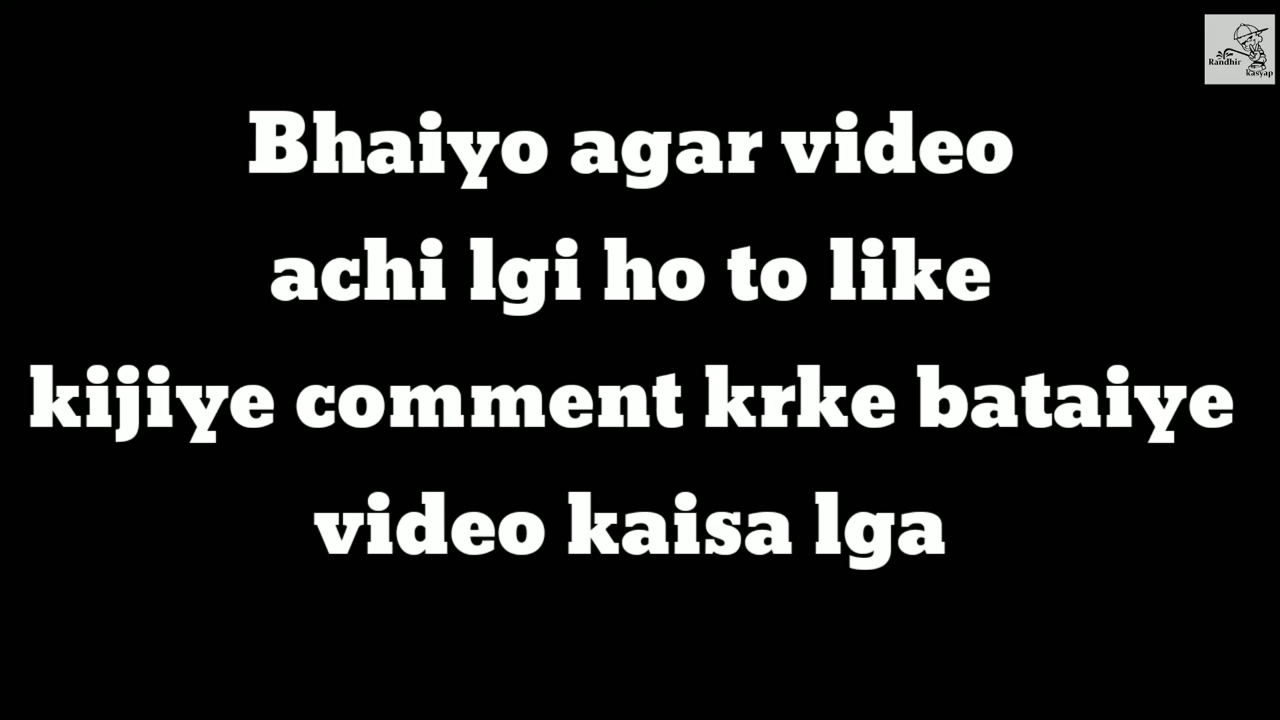 Randhir
kasyap
Bhaiyo agar video
achi lgi ho to like
kijiye comment krke bataiye
video kaisa lga